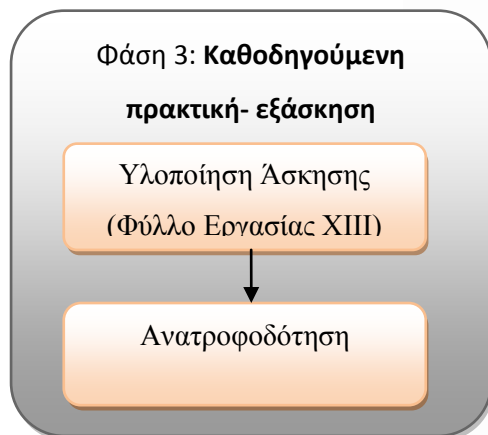 Φάση 3: Καθοδηγούμενη
πρακτική- εξάσκηση
Υλοποίηση Άσκησης
(Φύλλο Εργασίας XIII)
Ανατροφοδότηση